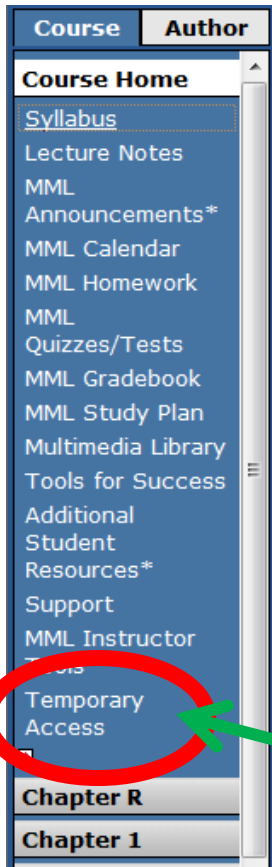 Course Author
Course Home
Syllabus
Lecture Notes
MML
Announcements*
MML Calendar
MML Homework
MML
Quizzes/Tests
MML Gradebook
MML Study Plan
Multimedia Library
Tools for Success
Additional
Student
Resources*
Support
MML Instructor
Tools
Temporary
Access
Chapter R
Chapter 1